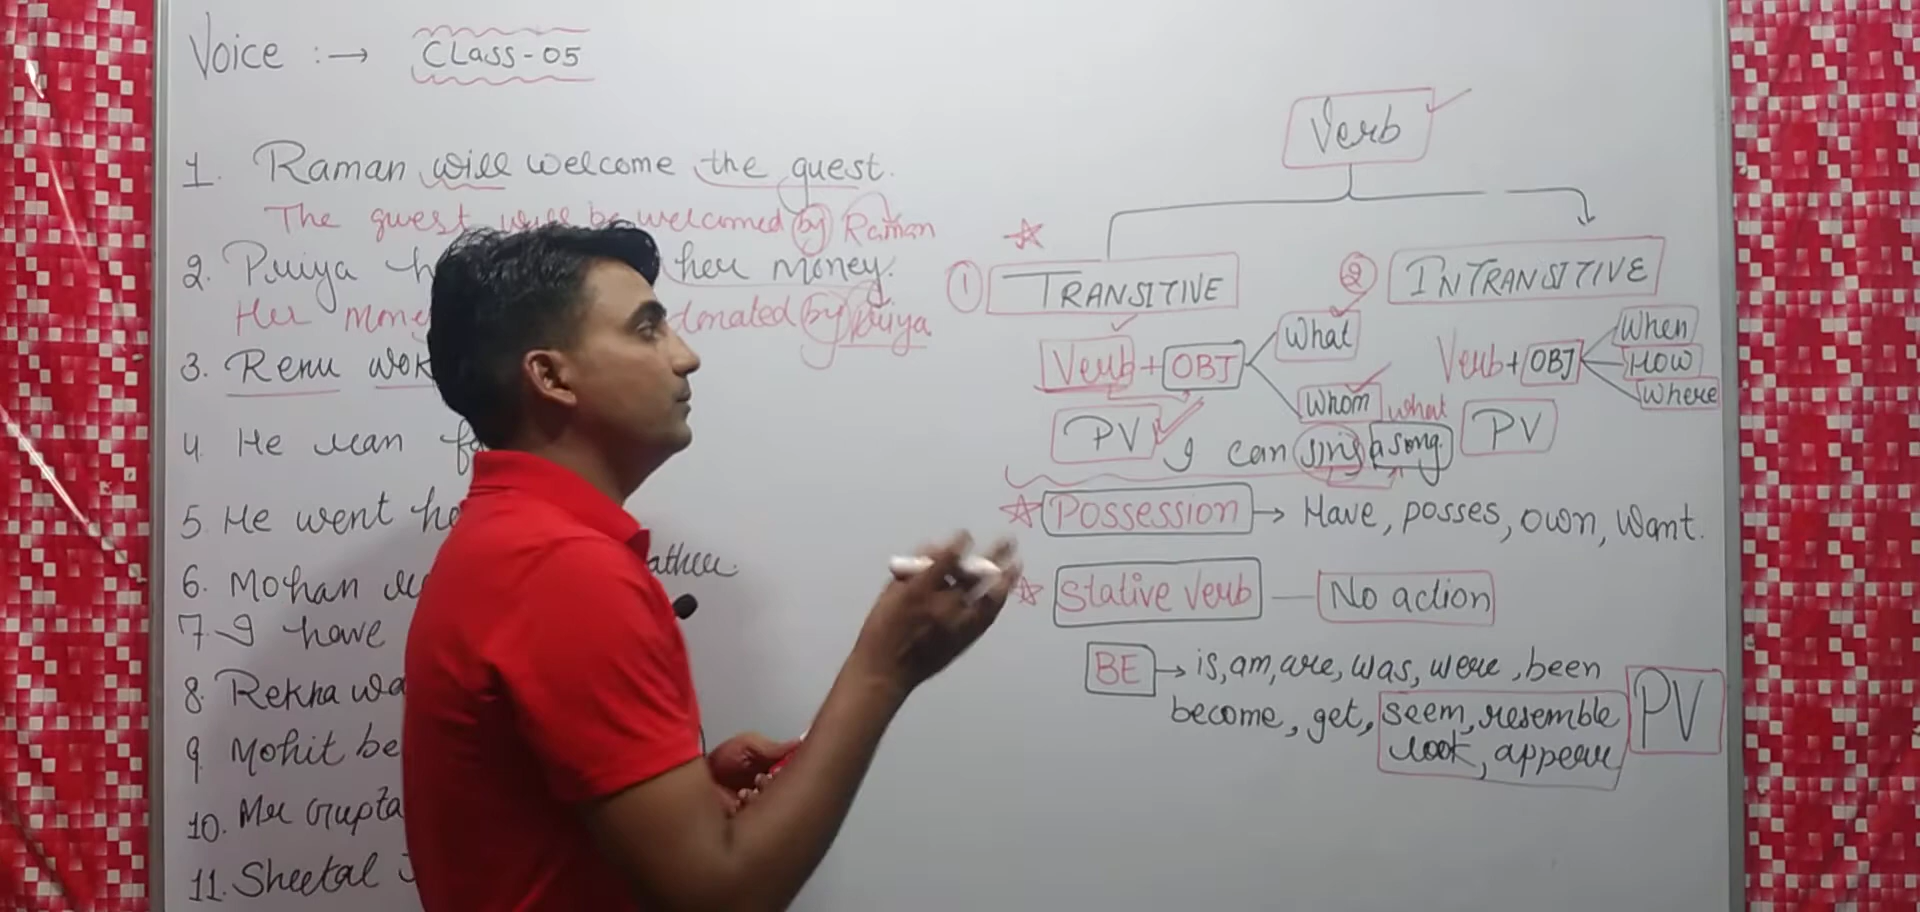 Voice :→ CLass-05
1. Raman will welcome the guest.
The guest will be welcomed by Raman
2. Priya her money.
Her donated by Priya
3. Renu
4. He can
5. He went
6. Mohan
7. I have
8. Rekha
9. Mohit
10. Mr Gupta
11. Sheetal
Verb
① TRANSITIVE
② INTRANSITIVE
Verb + OBJ
What
Whom
Verb + OBJ
When
How
Where
PV
what
PV
I can sing a song.
Possession → Have, posses, own, want.
Stative Verb — No action
BE → is, am, are, was, were, been
become, get, seem, resemble
look, appear
PV